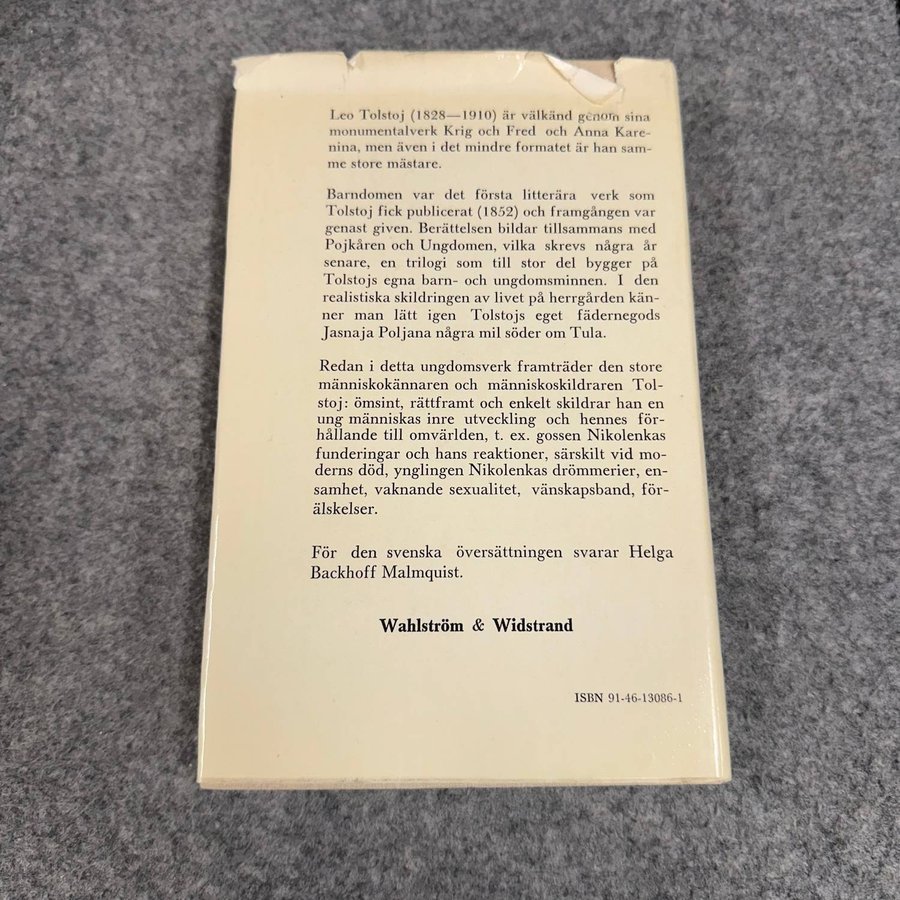 Leo Tolstoj (1828—1910) är välkänd genom sina
monumentalverk Krig och Fred och Anna Kare-
nina, men även i det mindre formatet är han sam-
me store mästare.
Barndomen var det första litterära verk som
Tolstoj fick publicerat (1852) och framgången var
genast given. Berättelsen bildar tillsammans med
Pojkåren och Ungdomen, vilka skrevs några år
senare, en trilogi som till stor del bygger på
Tolstojs egna barn- och ungdomsminnen. I den
realistiska skildringen av livet på herrgården kän-
ner man lätt igen Tolstojs eget fädernegods
Jasnaja Poljana några mil söder om Tula.
Redan i detta ungdomsverk framträder den store
människokännaren och människoskildraren Tol-
stoj: ömsint, rättframt och enkelt skildrar han en
ung människas inre utveckling och hennes för-
hållande till omvärlden, t. ex. gossen Nikolenkas
funderingar och hans reaktioner, särskilt vid mo-
derns död, ynglingen Nikolenkas drömmerier, en-
samhet, vaknande sexualitet, vänskapsband, för-
älskelser.
För den svenska översättningen svarar Helga
Backhoff Malmquist.
Wahlström & Widstrand
ISBN 91-46-13086-1